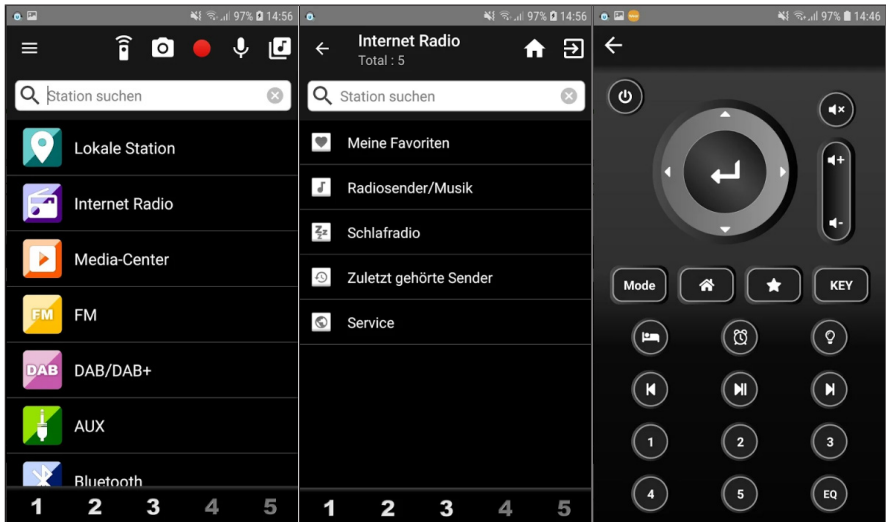 97% 14:56
Station suchen
Lokale Station
Internet Radio
Media-Center
FM FM
DAB DAB/DAB+
AUX
Bluetooth
1 2 3 4 5
97% 14:56
Internet Radio
Total : 5
Station suchen
Meine Favoriten
Radiosender/Musik
Schlafradio
Zuletzt gehörte Sender
Service
1 2 3 4 5
97% 14:46
Mode KEY
1 2 3
4 5 EQ